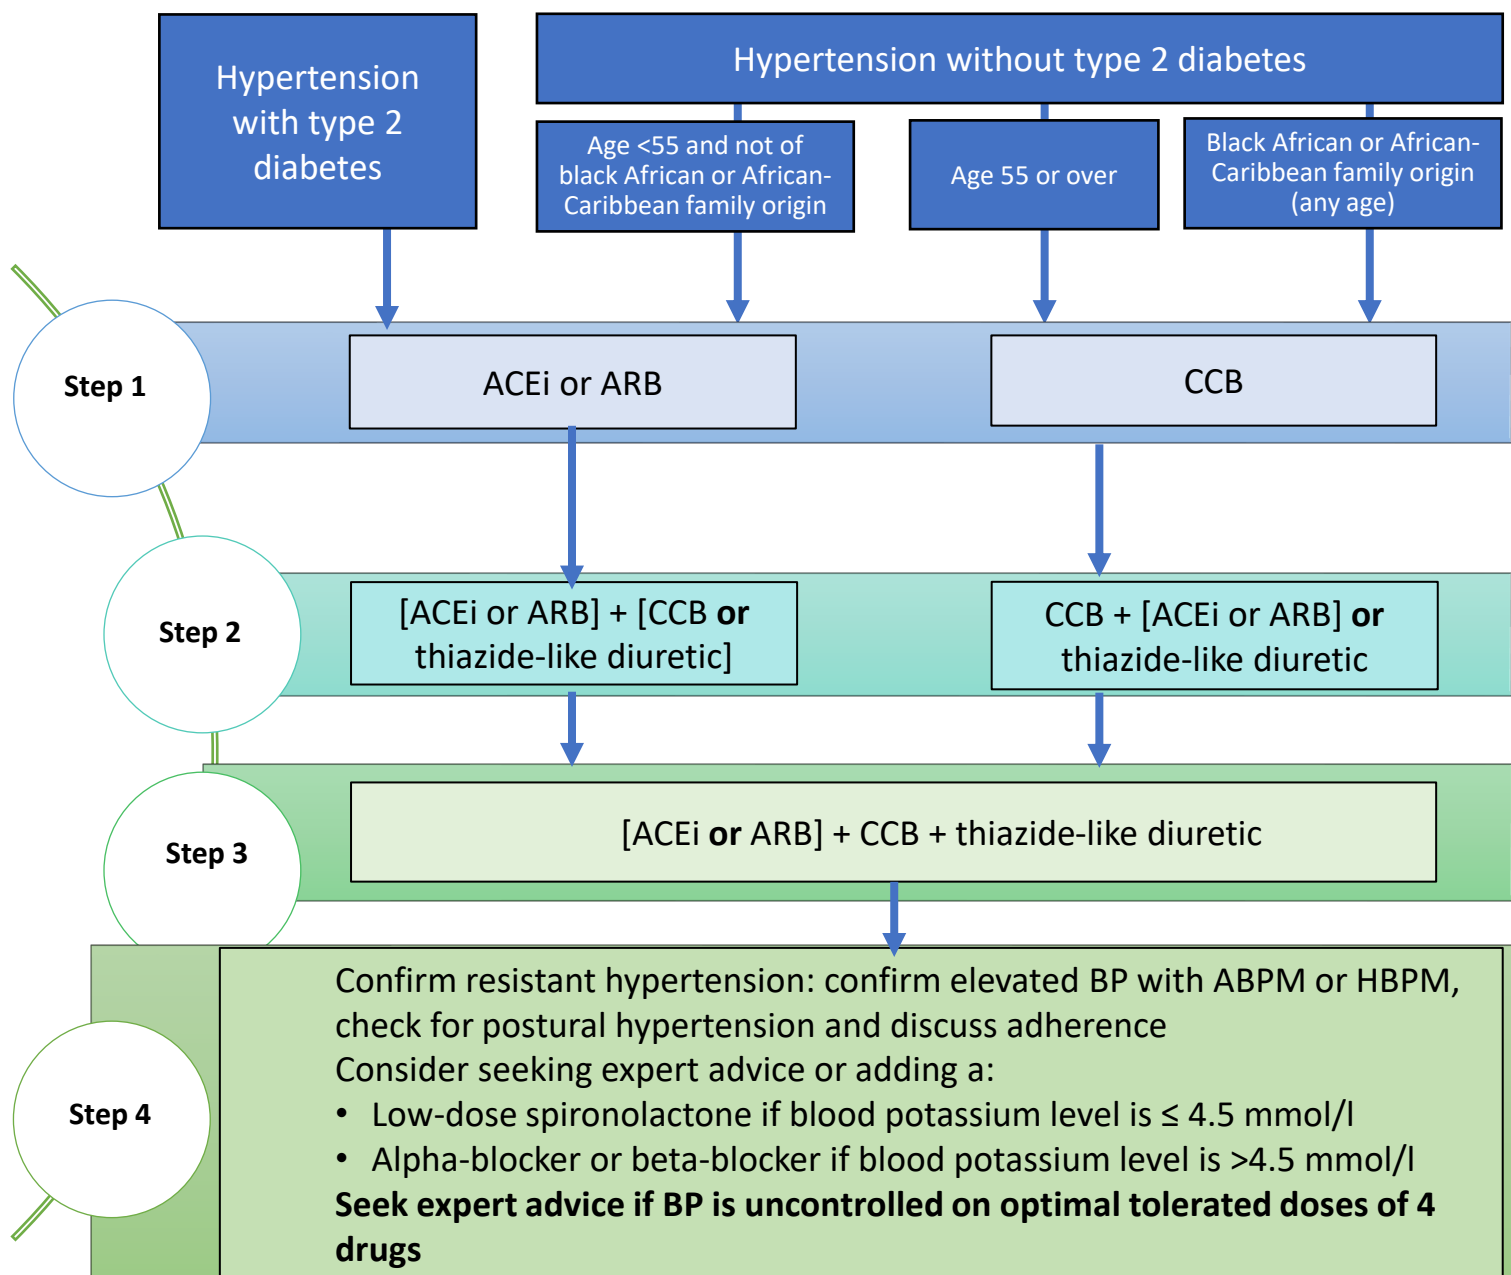 Hypertension
with type 2
diabetes
Hypertension without type 2 diabetes
Age <55 and not of
black African or African-
Caribbean family origin
Age 55 or over
Black African or African-
Caribbean family origin
(any age)
Step 1
ACEi or ARB
CCB
Step 2
[ACEi or ARB] + [CCB or
thiazide-like diuretic]
CCB + [ACEi or ARB] or
thiazide-like diuretic
Step 3
[ACEi or ARB] + CCB + thiazide-like diuretic
Step 4
Confirm resistant hypertension: confirm elevated BP with ABPM or HBPM,
check for postural hypertension and discuss adherence
Consider seeking expert advice or adding a:
• Low-dose spironolactone if blood potassium level is ≤ 4.5 mmol/l
• Alpha-blocker or beta-blocker if blood potassium level is >4.5 mmol/l
Seek expert advice if BP is uncontrolled on optimal tolerated doses of 4
drugs